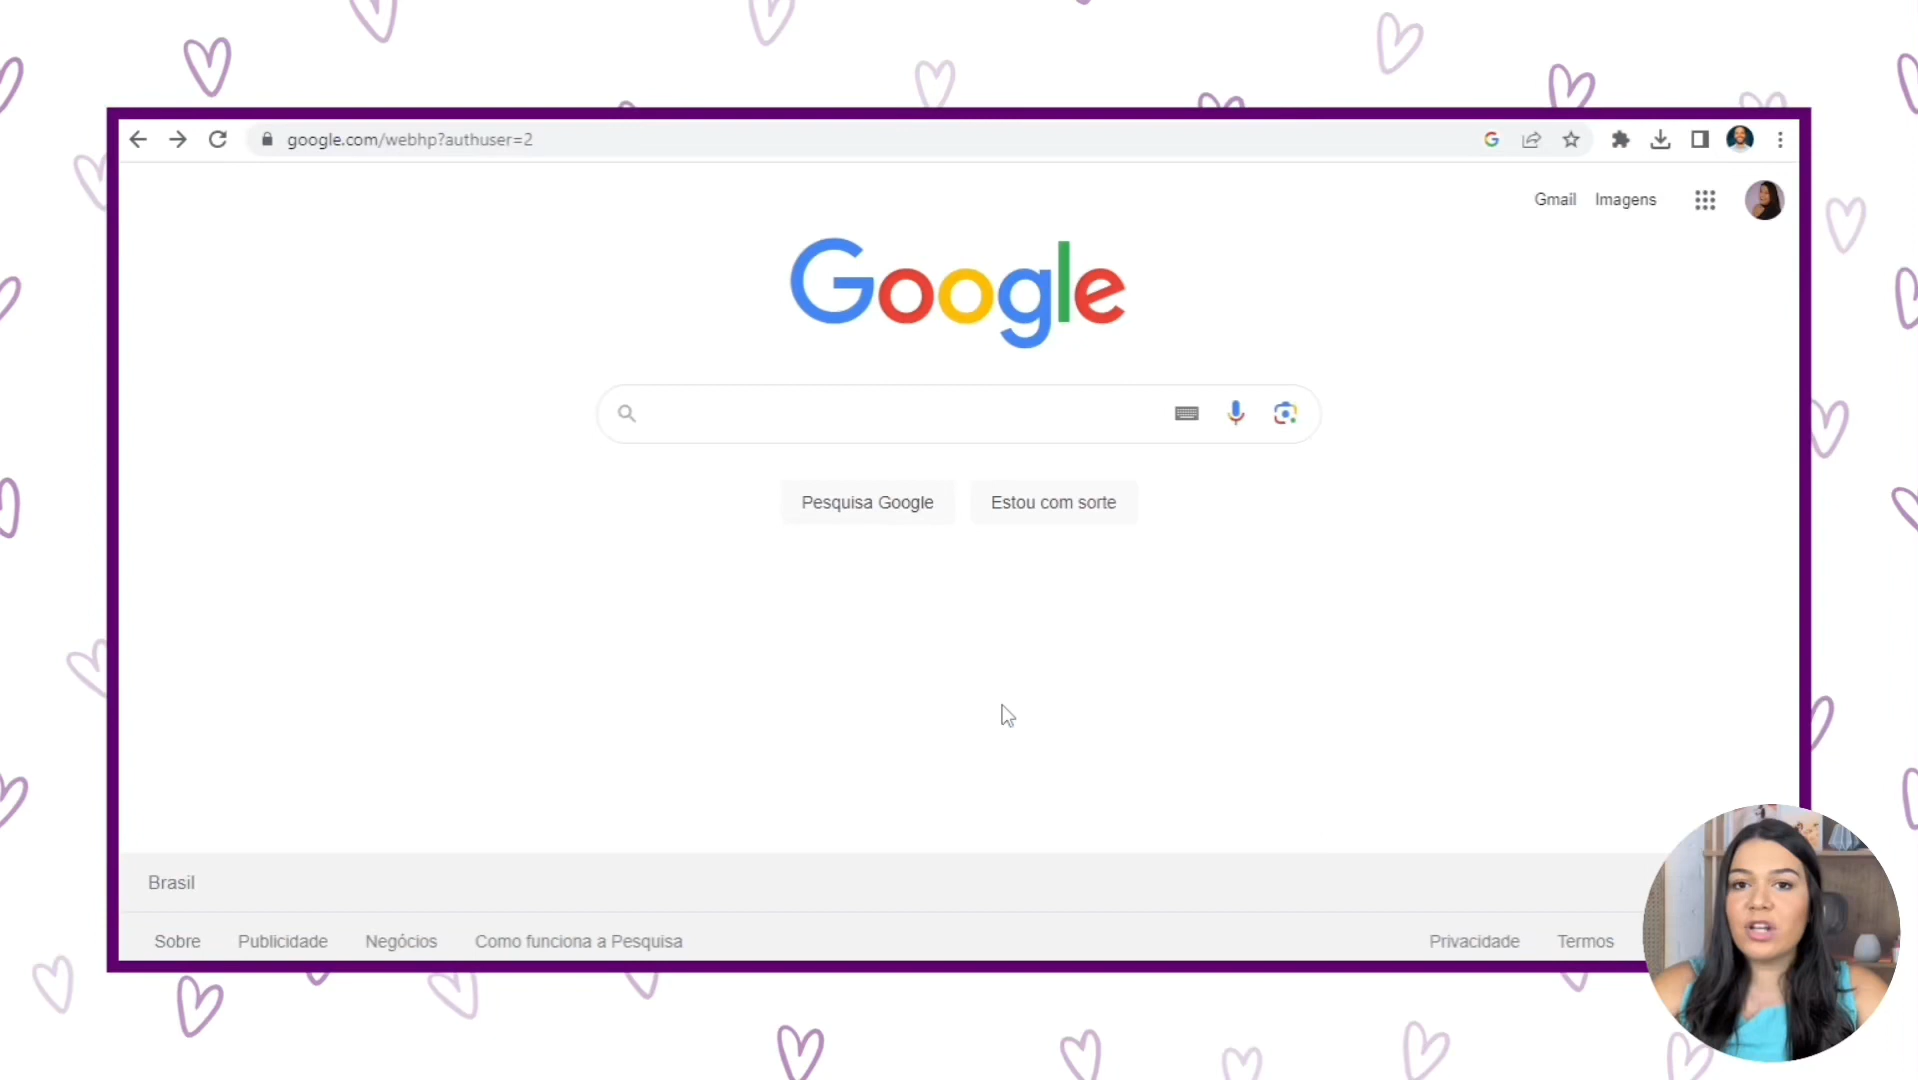 google.com/webhp?authuser=2
Gmail Imagens
Google
Pesquisa Google Estou com sorte
Brasil
Sobre Publicidade Negócios Como funciona a Pesquisa Privacidade Termos